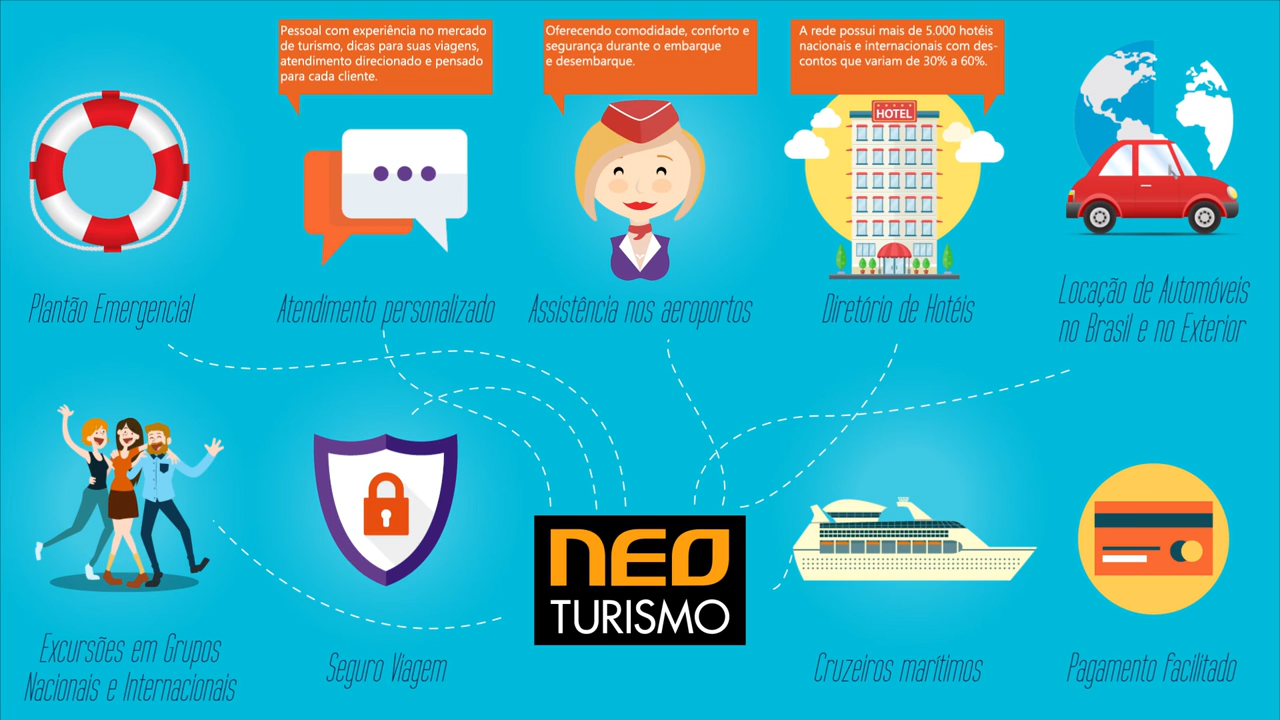 Pessoal com experiência no mercado
de turismo, dicas para suas viagens,
atendimento direcionado e pensado
para cada cliente.
Oferecendo comodidade, conforto e
segurança durante o embarque
e desembarque.
A rede possui mais de 5.000 hotéis
nacionais e internacionais com des-
contos que variam de 30% a 60%.
HOTEL
Plantão Emergencial
Atendimento personalizado
Assistência nos aeroportos
Diretório de Hotéis
Locação de Automóveis
no Brasil e no Exterior
NEO
TURISMO
Excursões em Grupos
Nacionais e Internacionais
Seguro Viagem
Cruzeiros marítimos
Pagamento facilitado